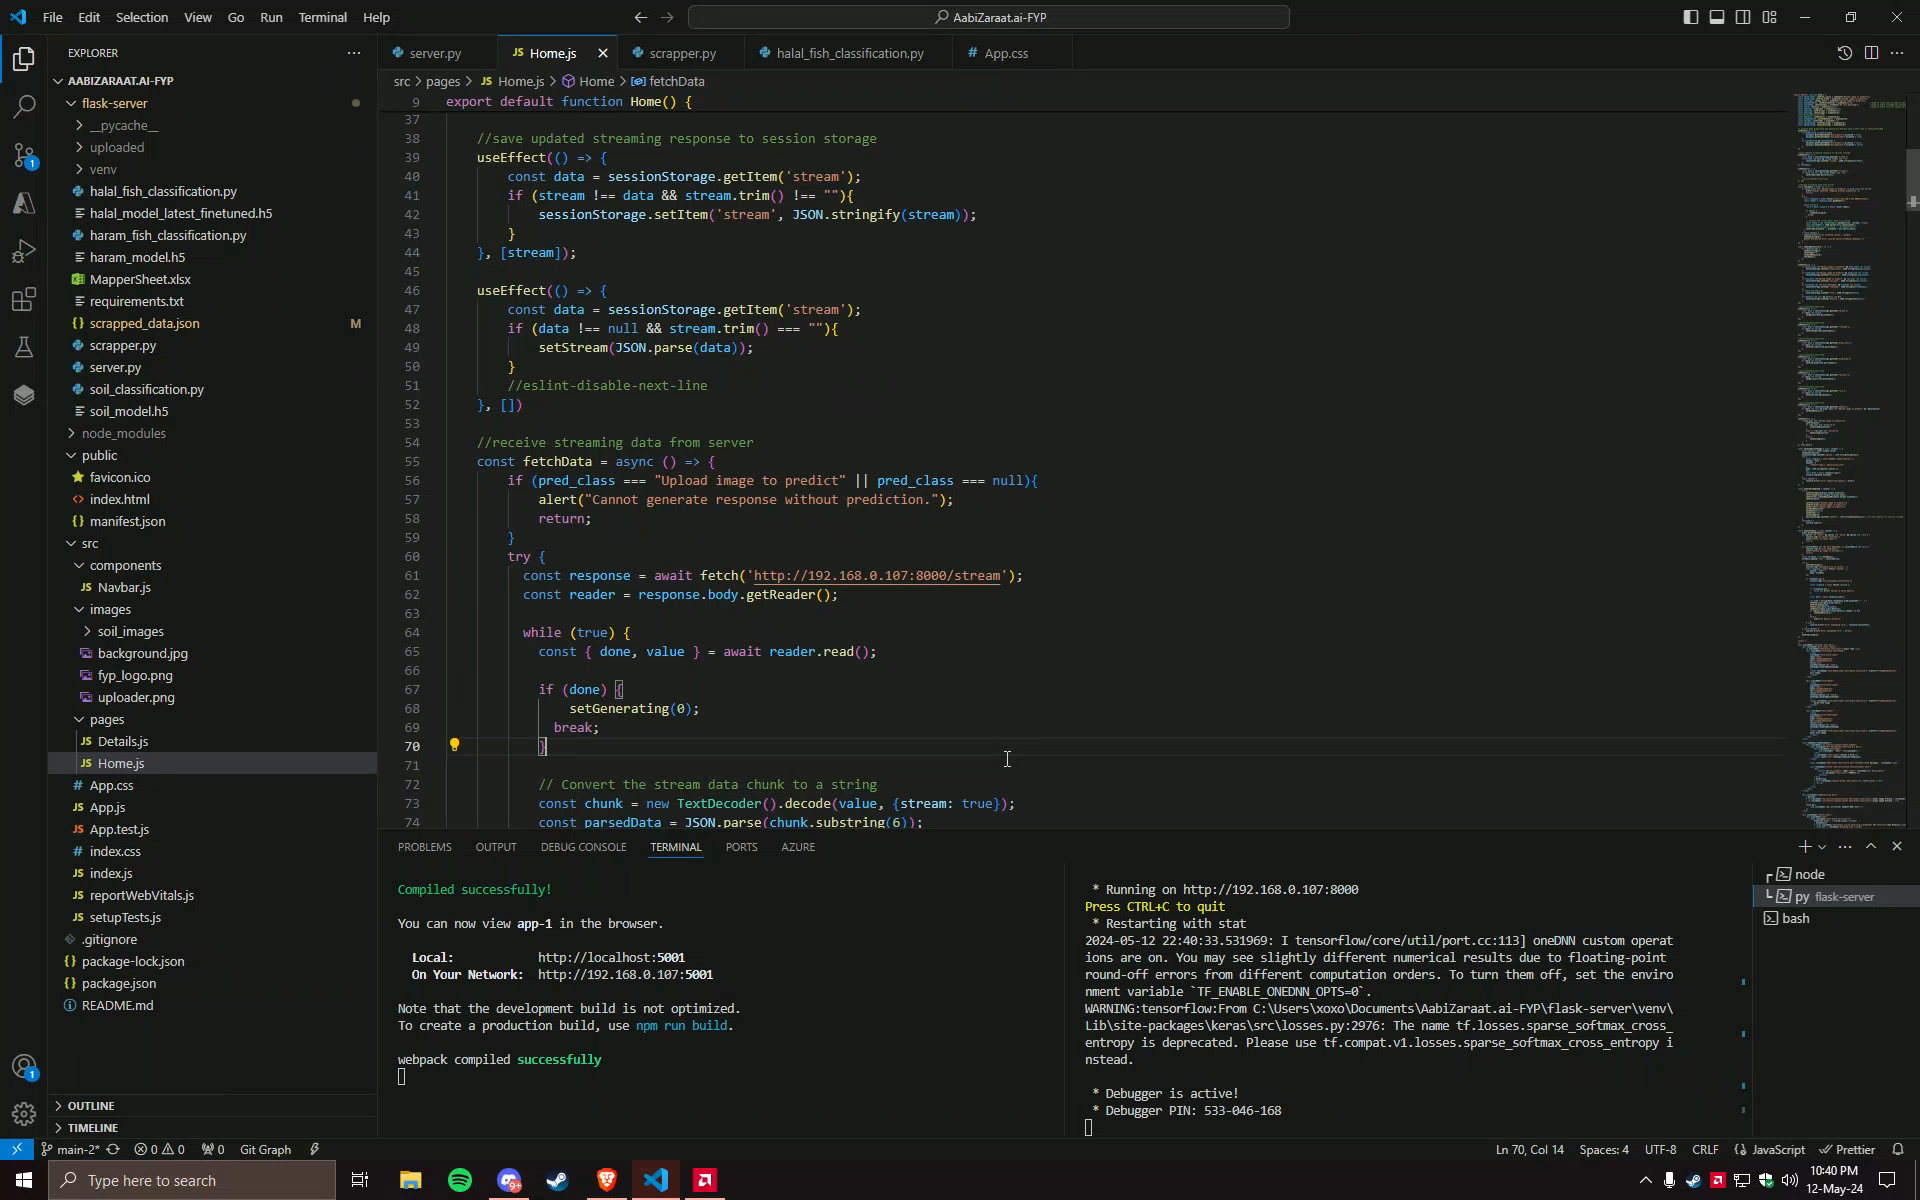 File Edit Selection View Go Run Terminal Help
AabiZaraat.ai-FYP
EXPLORER
AABIZARAAT.AI-FYP
flask-server
__pycache__
uploaded
venv
halal_fish_classification.py
halal_model_latest_finetuned.h5
haram_fish_classification.py
haram_model.h5
MapperSheet.xlsx
requirements.txt
scrapped_data.json M
scrapper.py
server.py
soil_classification.py
soil_model.h5
node_modules
public
favicon.ico
index.html
manifest.json
src
components
Navbar.js
images
soil_images
background.jpg
fyp_logo.png
uploader.png
pages
Details.js
Home.js
App.css
App.js
App.test.js
index.css
index.js
reportWebVitals.js
setupTests.js
.gitignore
package-lock.json
package.json
README.md
OUTLINE
TIMELINE
server.py Home.js scrapper.py halal_fish_classification.py App.css
src > pages > JS Home.js > Home > fetchData
9 export default function Home() {
37
38 //save updated streaming response to session storage
39 useEffect(() => {
40 const data = sessionStorage.getItem('stream');
41 if (stream !== data && stream.trim() !== ""){
42 sessionStorage.setItem('stream', JSON.stringify(stream));
43 }
44 }, [stream]);
45
46 useEffect(() => {
47 const data = sessionStorage.getItem('stream');
48 if (data !== null && stream.trim() === ""){
49 setStream(JSON.parse(data));
50 }
51 //eslint-disable-next-line
52 }, [])
53
54 //receive streaming data from server
55 const fetchData = async () => {
56 if (pred_class === "Upload image to predict" || pred_class === null){
57 alert("Cannot generate response without prediction.");
58 return;
59 }
60 try {
61 const response = await fetch('http://192.168.0.107:8000/stream');
62 const reader = response.body.getReader();
63
64 while (true) {
65 const { done, value } = await reader.read();
66
67 if (done) {
68 setGenerating(0);
69 break;
70 }
71
72 // Convert the stream data chunk to a string
73 const chunk = new TextDecoder().decode(value, {stream: true});
74 const parsedData = JSON.parse(chunk.substring(6));
PROBLEMS OUTPUT DEBUG CONSOLE TERMINAL PORTS AZURE
Compiled successfully!
You can now view app-1 in the browser.
Local: http://localhost:5001
On Your Network: http://192.168.0.107:5001
Note that the development build is not optimized.
To create a production build, use npm run build.
webpack compiled successfully
* Running on http://192.168.0.107:8000
Press CTRL+C to quit
* Restarting with stat
2024-05-12 22:40:33.531969: I tensorflow/core/util/port.cc:113] oneDNN custom operat
ions are on. You may see slightly different numerical results due to floating-point
round-off errors from different computation orders. To turn them off, set the enviro
nment variable `TF_ENABLE_ONEDNN_OPTS=0`.
WARNING:tensorflow:From C:\Users\xoxo\Documents\AabiZaraat.ai-FYP\flask-server\venv\
Lib\site-packages\keras\src\losses.py:2976: The name tf.losses.sparse_softmax_cross_
entropy is deprecated. Please use tf.compat.v1.losses.sparse_softmax_cross_entropy i
nstead.
* Debugger is active!
* Debugger PIN: 533-046-168
node
py flask-server
bash
main-2* 0 0 0 Git Graph
Ln 70, Col 14 Spaces: 4 UTF-8 CRLF JavaScript Prettier
Type here to search
10:40 PM
12-May-24